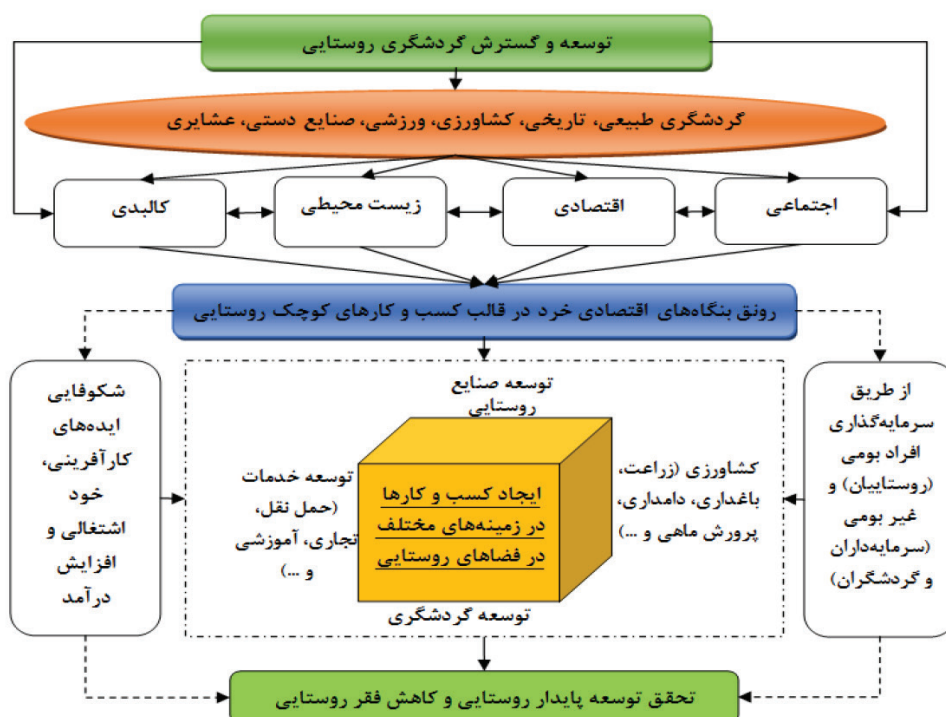 توسعه و گسترش گردشگری روستایی
گردشگری طبیعی، تاریخی، کشاورزی، ورزشی، صنایع دستی، عشایری
اجتماعی
اقتصادی
زیست محیطی
کالبدی
رونق بنگاه‌های اقتصادی خرد در قالب کسب و کارهای کوچک روستایی
از طریق
سرمایه‌گذاری
افراد بومی
(روستاییان) و
غیر بومی
(سرمایه‌داران
و گردشگران)
توسعه صنایع
روستایی
کشاورزی (زراعت،
باغداری، دامداری،
پرورش ماهی و ...)
ایجاد کسب و کارها
در زمینه‌های مختلف
در فضاهای روستایی
توسعه خدمات
(حمل نقل،
تجاری، آموزشی
و ...)
توسعه گردشگری
شکوفایی
ایده‌های
کارآفرینی،
خود
اشتغالی و
افزایش
درآمد
تحقق توسعه پایدار روستایی و کاهش فقر روستایی